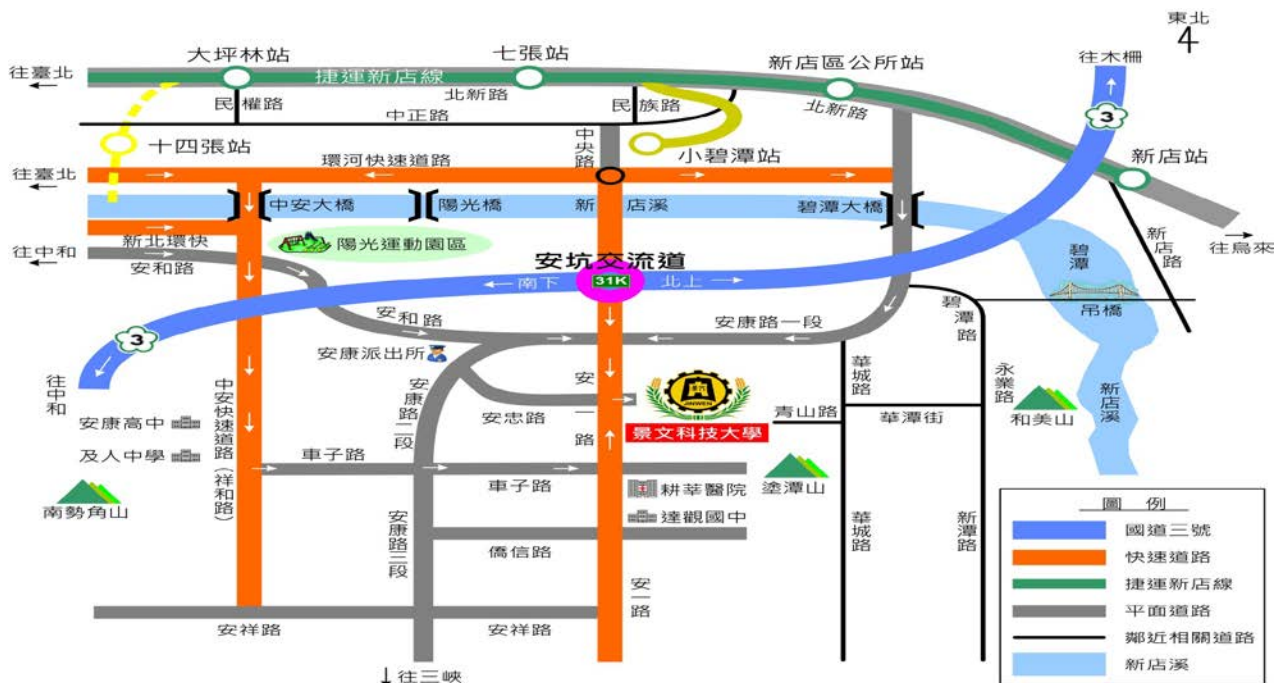 東北
4
往木柵
大坪林站
七張站
新店區公所站
往臺北
捷運新店線
北新路
北新路
民權路
民族路
中正路
3
十四張站
中央路
小碧潭站
新店站
環河快速道路
往臺北
中安大橋
陽光橋
新店溪
碧潭大橋
新店路
往烏來
新北環快
陽光運動園區
碧潭
往中和
安和路
安坑交流道
31K
南下
北上
吊橋
碧潭路
安和路
安康路一段
3
安康派出所
華城路
永業路
新店溪
往中和
中安快速道路(祥和路)
安康路二段
安一路
JINWEN
和美山
安忠路
青山路
華潭街
安康高中
景文科技大學
及人中學
車子路
車子路
耕莘醫院
塗潭山
南勢角山
達觀國中
安康路三段
僑信路
華城路
新潭路
安一路
安祥路
安祥路
往三峽
圖例
國道三號
快速道路
捷運新店線
平面道路
鄰近相關道路
新店溪